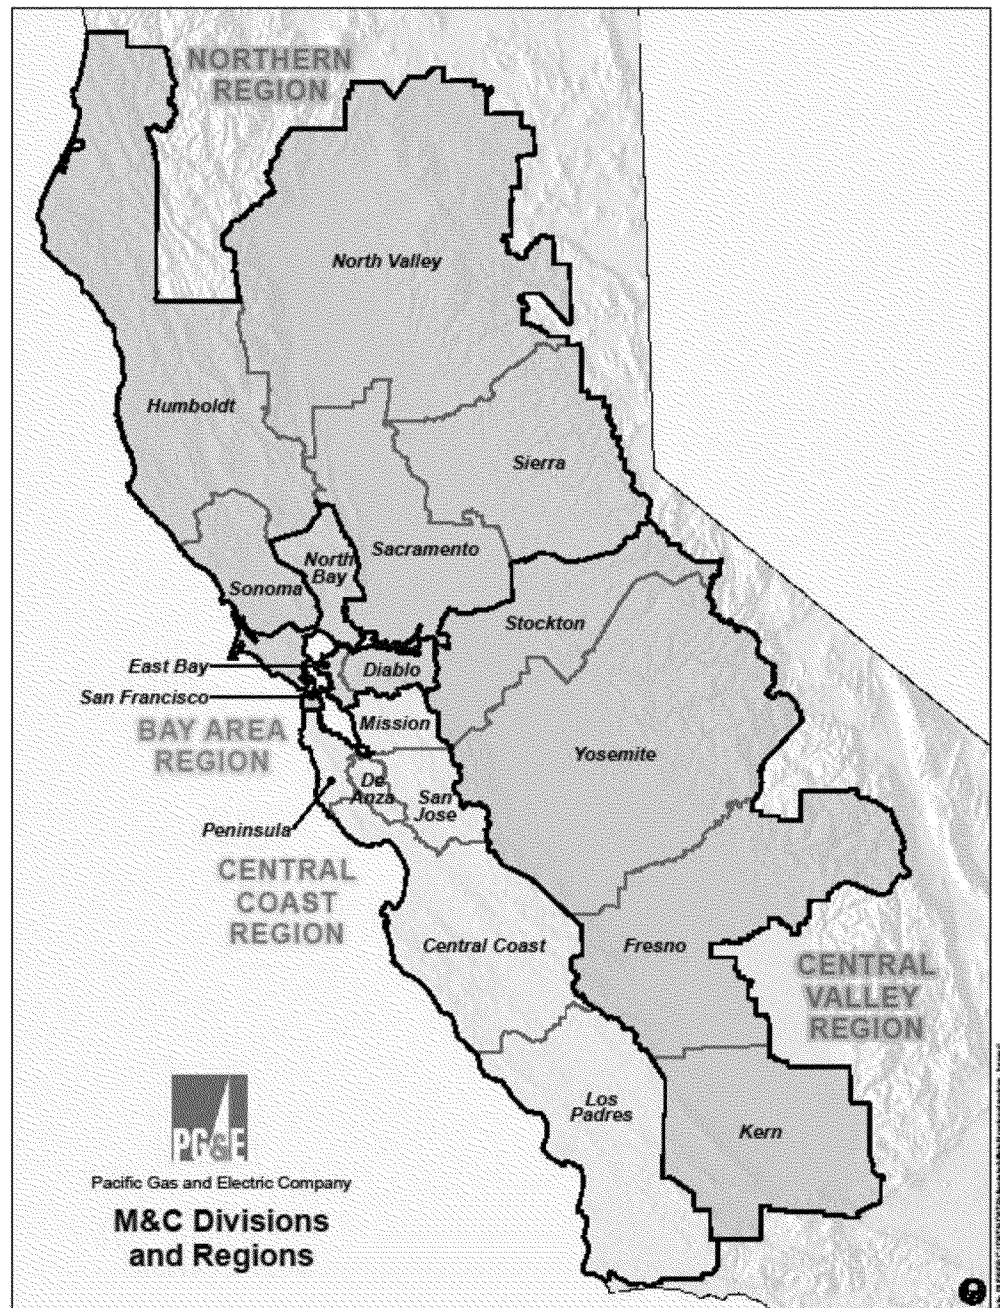 NORTHERN
REGION
North Valley
Humboldt
Sierra
Sacramento
North
Bay
Sonoma
Stockton
East Bay
Diablo
San Francisco
Mission
BAY AREA
REGION
Yosemite
De
Anza
San
Jose
Peninsula
CENTRAL
COAST
REGION
Central Coast
Fresno
CENTRAL
VALLEY
REGION
Los
Padres
Kern
PG&E
Pacific Gas and Electric Company
M&C Divisions
and Regions